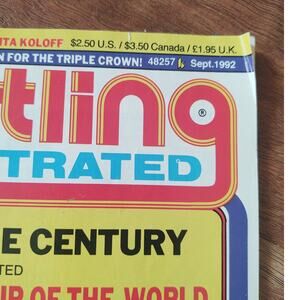 ITA KOLOFF $2.50 U.S. / $3.50 Canada / £1.95 U.K.
N FOR THE TRIPLE CROWN! 48257 Sept.1992
tling ®
TRATED
E CENTURY
TED
UR OF THE WORLD